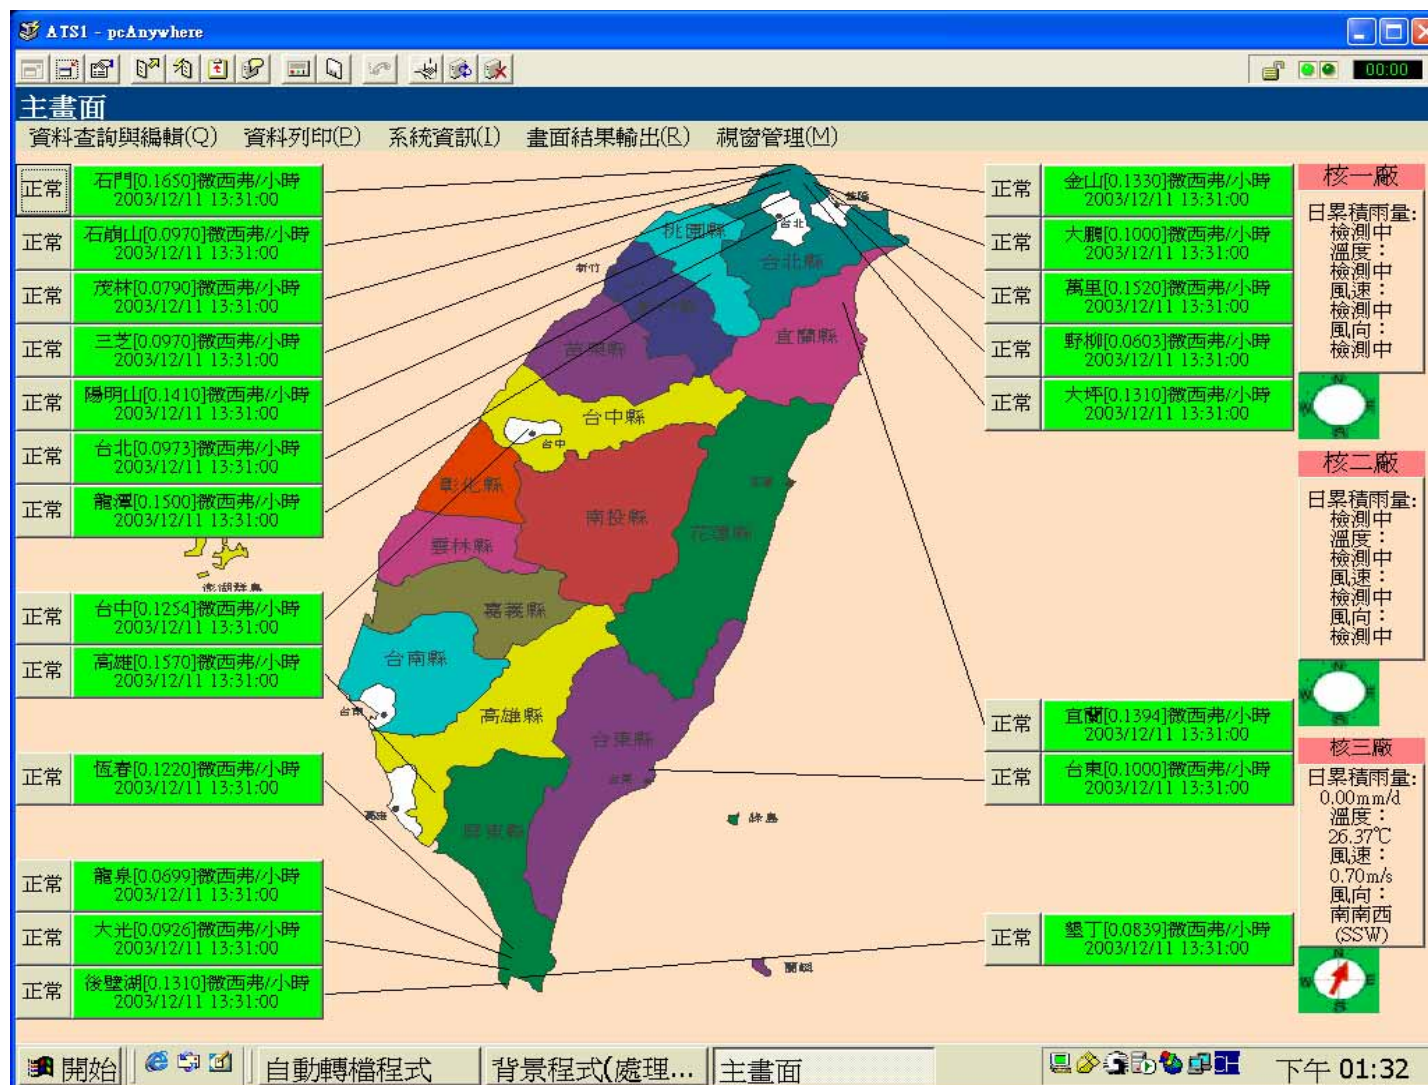 ATS1 - pcAnywhere
00:00
主畫面
資料查詢與編輯(Q) 資料列印(P) 系統資訊(I) 畫面結果輸出(R) 視窗管理(M)
正常 石門[0.1650]微西弗/小時
2003/12/11 13:31:00
正常 石崩山[0.0970]微西弗/小時
2003/12/11 13:31:00
正常 茂林[0.0790]微西弗/小時
2003/12/11 13:31:00
正常 三芝[0.0970]微西弗/小時
2003/12/11 13:31:00
正常 陽明山[0.1410]微西弗/小時
2003/12/11 13:31:00
正常 台北[0.0973]微西弗/小時
2003/12/11 13:31:00
正常 龍潭[0.1500]微西弗/小時
2003/12/11 13:31:00
澎湖群島
正常 台中[0.1254]微西弗/小時
2003/12/11 13:31:00
正常 高雄[0.1570]微西弗/小時
2003/12/11 13:31:00
正常 恆春[0.1220]微西弗/小時
2003/12/11 13:31:00
正常 龍泉[0.0699]微西弗/小時
2003/12/11 13:31:00
正常 大光[0.0926]微西弗/小時
2003/12/11 13:31:00
正常 後壁湖[0.1310]微西弗/小時
2003/12/11 13:31:00
台北
桃園縣
台北縣
新竹
苗栗縣
宜蘭縣
台中縣
台中
彰化縣
南投縣
花蓮縣
雲林縣
嘉義縣
台南縣
台南
高雄縣
台東縣
台東
高雄
屏東縣
綠島
蘭嶼
正常 金山[0.1330]微西弗/小時
2003/12/11 13:31:00
正常 大鵬[0.1000]微西弗/小時
2003/12/11 13:31:00
正常 萬里[0.1520]微西弗/小時
2003/12/11 13:31:00
正常 野柳[0.0603]微西弗/小時
2003/12/11 13:31:00
正常 大坪[0.1310]微西弗/小時
2003/12/11 13:31:00
正常 宜蘭[0.1394]微西弗/小時
2003/12/11 13:31:00
正常 台東[0.1000]微西弗/小時
2003/12/11 13:31:00
正常 墾丁[0.0839]微西弗/小時
2003/12/11 13:31:00
核一廠
日累積雨量:
檢測中
溫度：
檢測中
風速：
檢測中
風向：
檢測中
核二廠
日累積雨量:
檢測中
溫度：
檢測中
風速：
檢測中
風向：
檢測中
核三廠
日累積雨量:
0.00mm/d
溫度：
26.37℃
風速：
0.70m/s
風向：
南南西
(SSW)
開始 自動轉檔程式 背景程式(處理... 主畫面 下午 01:32